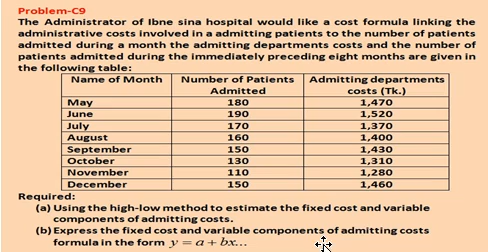 Problem-C9
The Administrator of Ibne sina hospital would like a cost formula linking the
administrative costs involved in a admitting patients to the number of patients
admitted during a month the admitting departments costs and the number of
patients admitted during the immediately preceding eight months are given in
the following table:
Name of Month Number of Patients Admitted Admitting departments costs (Tk.)
May 180 1,470
June 190 1,520
July 170 1,370
August 160 1,400
September 150 1,430
October 130 1,310
November 110 1,280
December 150 1,460
Required:
(a) Using the high-low method to estimate the fixed cost and variable
components of admitting costs.
(b) Express the fixed cost and variable components of admitting costs
formula in the form y = a + bx...